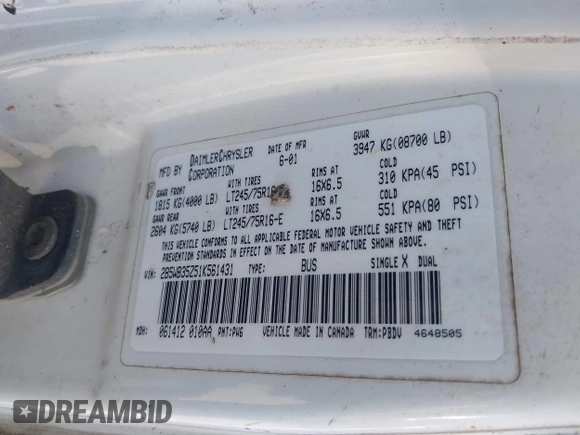 MFD BY DAIMLERCHRYSLER CORPORATION DATE OF MFR 6-01 GVWR 3947 KG(08700 LB)
GAWR FRONT WITH TIRES RIMS AT COLD
1815 KG(4000 LB) LT245/75R16 16X6.5 310 KPA(45 PSI)
GAWR REAR WITH TIRES RIMS AT COLD
2604 KG(5740 LB) LT245/75R16-E 16X6.5 551 KPA(80 PSI)
THIS VEHICLE CONFORMS TO ALL APPLICABLE FEDERAL MOTOR VEHICLE SAFETY AND THEFT
PREVENTION STANDARDS IN EFFECT ON THE DATE OF MANUFACTURE SHOWN ABOVE.
VIN: 2B5WB35Z51K561431 TYPE: BUS SINGLE X DUAL
MDH: 061412 010AA PNT:PW6 VEHICLE MADE IN CANADA TRM:PBDV 4648505
DREAMBID